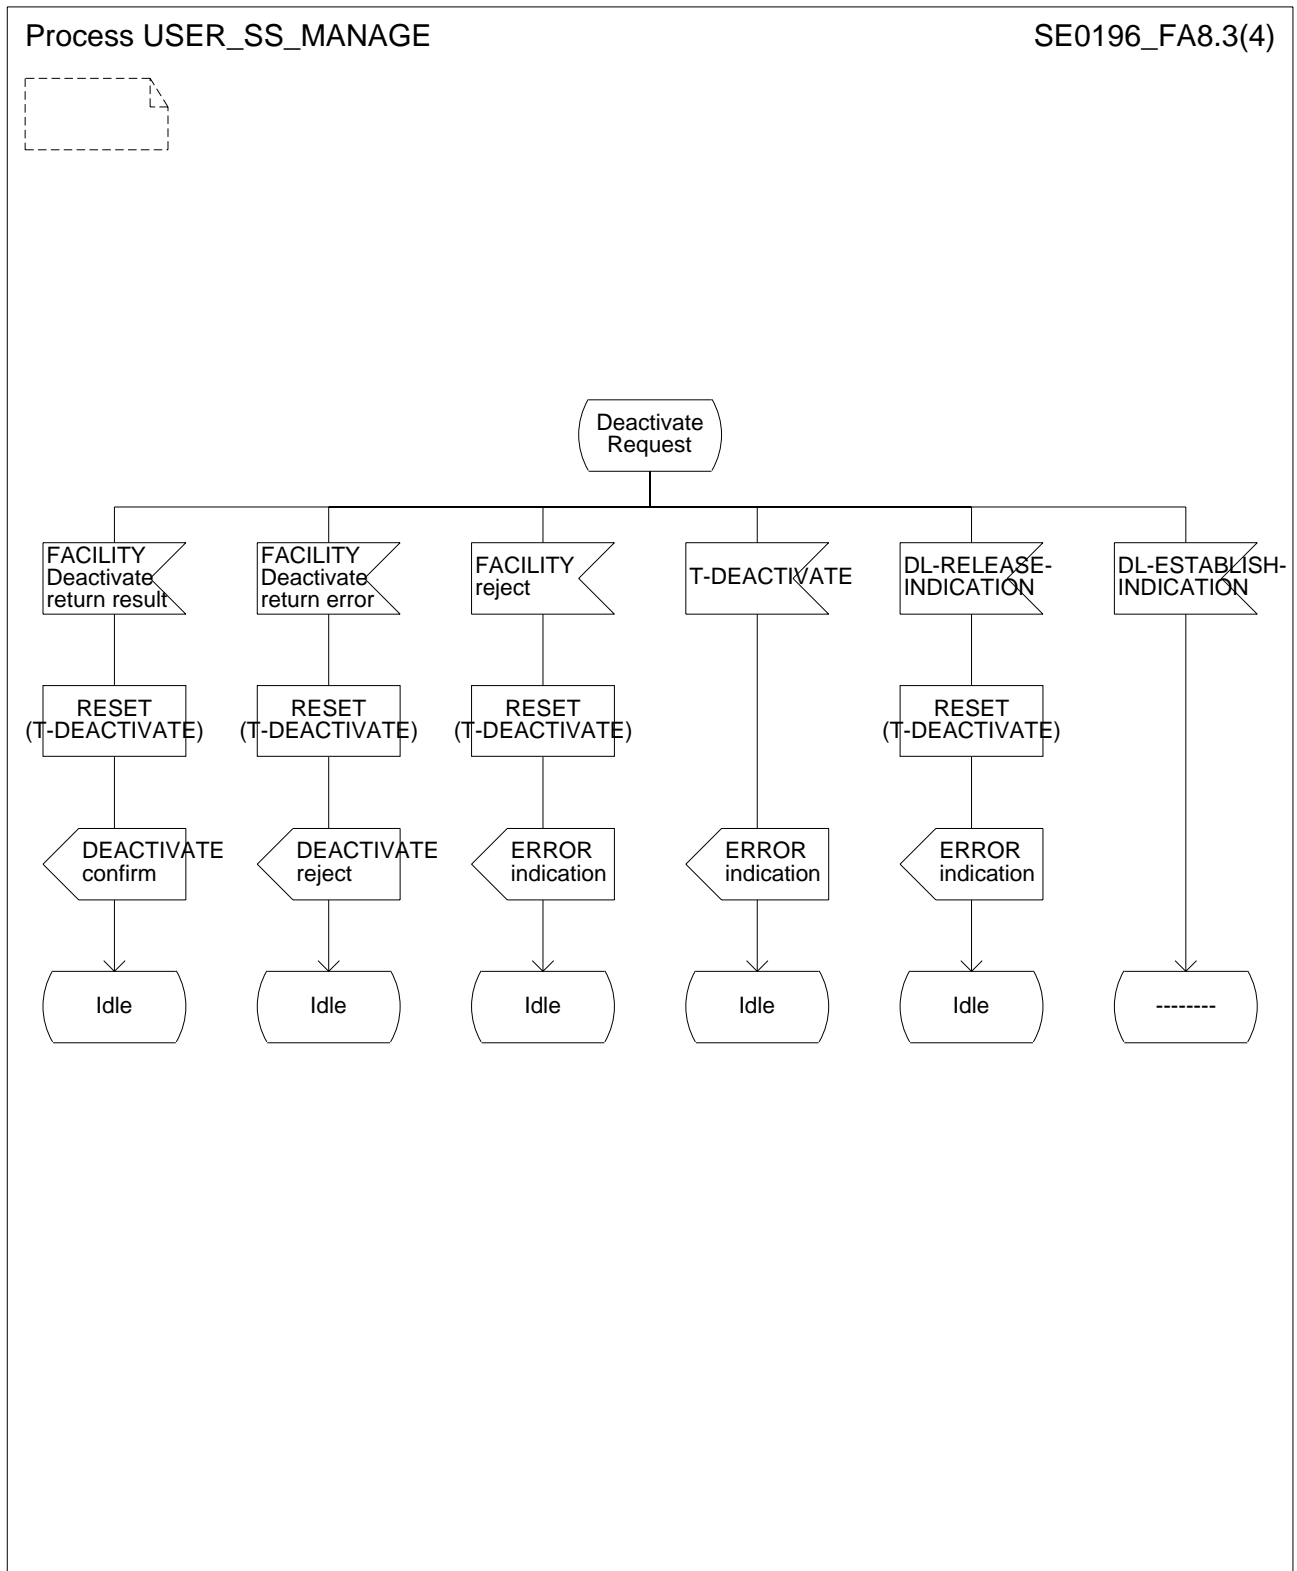 Process USER_SS_MANAGE
SE0196_FA8.3(4)
Deactivate
Request
FACILITY
Deactivate
return result
FACILITY
Deactivate
return error
FACILITY
reject
T-DEACTIVATE
DL-RELEASE-
INDICATION
DL-ESTABLISH-
INDICATION
RESET
(T-DEACTIVATE)
RESET
(T-DEACTIVATE)
RESET
(T-DEACTIVATE)
RESET
(T-DEACTIVATE)
DEACTIVATE
confirm
DEACTIVATE
reject
ERROR
indication
ERROR
indication
ERROR
indication
Idle
Idle
Idle
Idle
Idle
--------